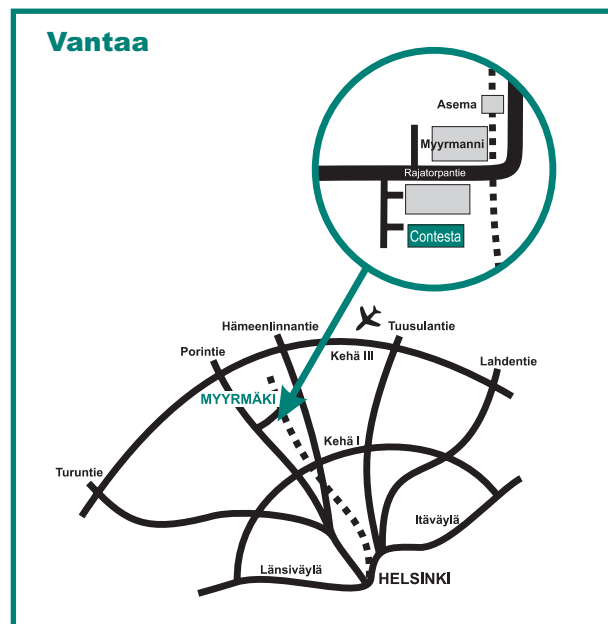 Vantaa
Asema
Myyrmanni
Rajatorpantie
Contesta
Hämeenlinnantie
Tuusulantie
Porintie
Kehä III
Lahdentie
MYYRMÄKI
Kehä I
Turuntie
Itäväylä
Länsiväylä
HELSINKI